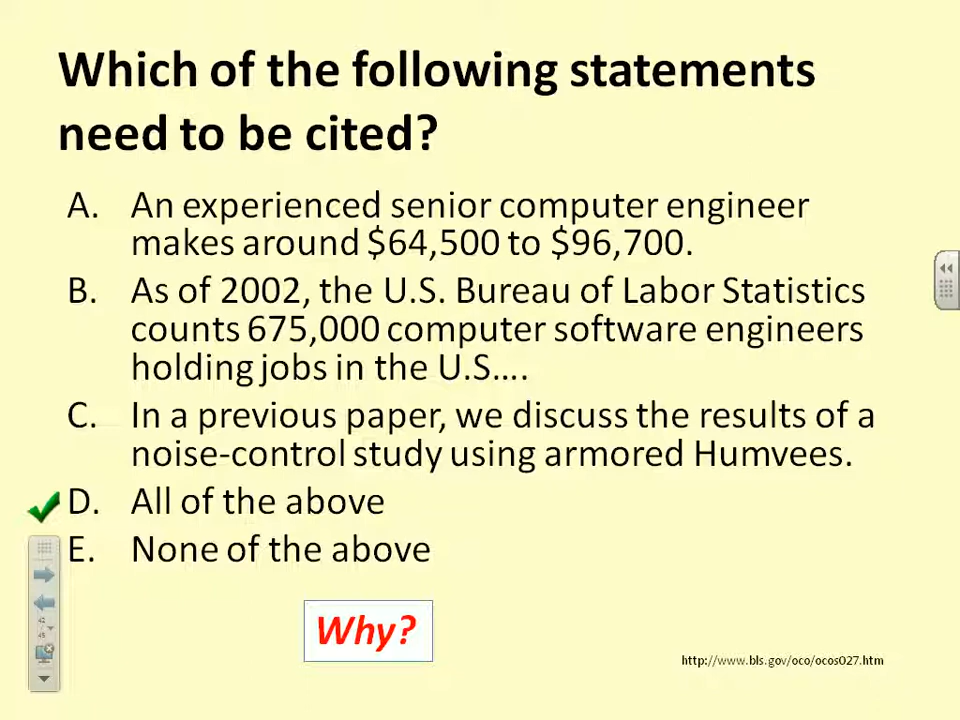 Which of the following statements
need to be cited?
A. An experienced senior computer engineer
makes around $64,500 to $96,700.
B. As of 2002, the U.S. Bureau of Labor Statistics
counts 675,000 computer software engineers
holding jobs in the U.S....
C. In a previous paper, we discuss the results of a
noise-control study using armored Humvees.
D. All of the above
E. None of the above
Why?
http://www.bls.gov/oco/ocos027.htm